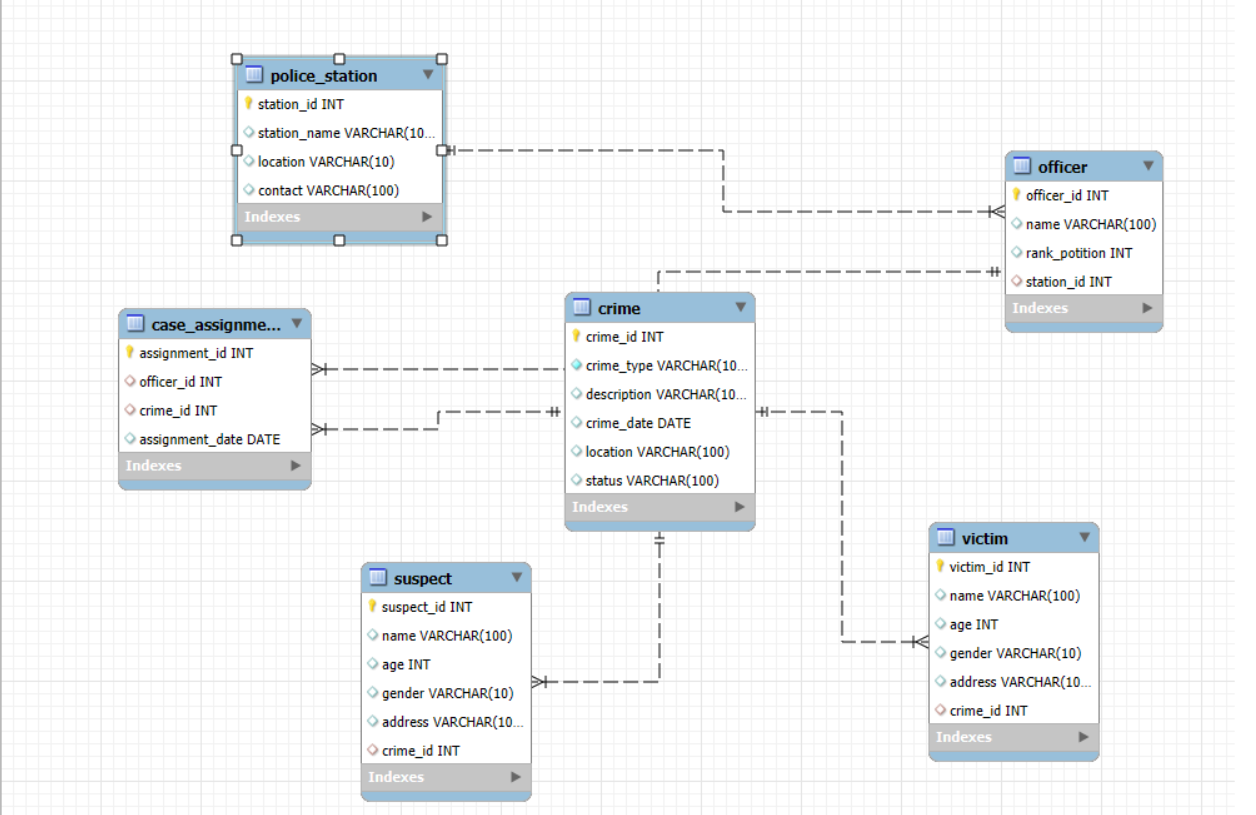 police_station
station_id INT
station_name VARCHAR(10...
location VARCHAR(10)
contact VARCHAR(100)
Indexes
officer
officer_id INT
name VARCHAR(100)
rank_potition INT
station_id INT
Indexes
case_assignme...
assignment_id INT
officer_id INT
crime_id INT
assignment_date DATE
Indexes
crime
crime_id INT
crime_type VARCHAR(10...
description VARCHAR(10...
crime_date DATE
location VARCHAR(100)
status VARCHAR(100)
Indexes
suspect
suspect_id INT
name VARCHAR(100)
age INT
gender VARCHAR(10)
address VARCHAR(10...
crime_id INT
Indexes
victim
victim_id INT
name VARCHAR(100)
age INT
gender VARCHAR(10)
address VARCHAR(10...
crime_id INT
Indexes